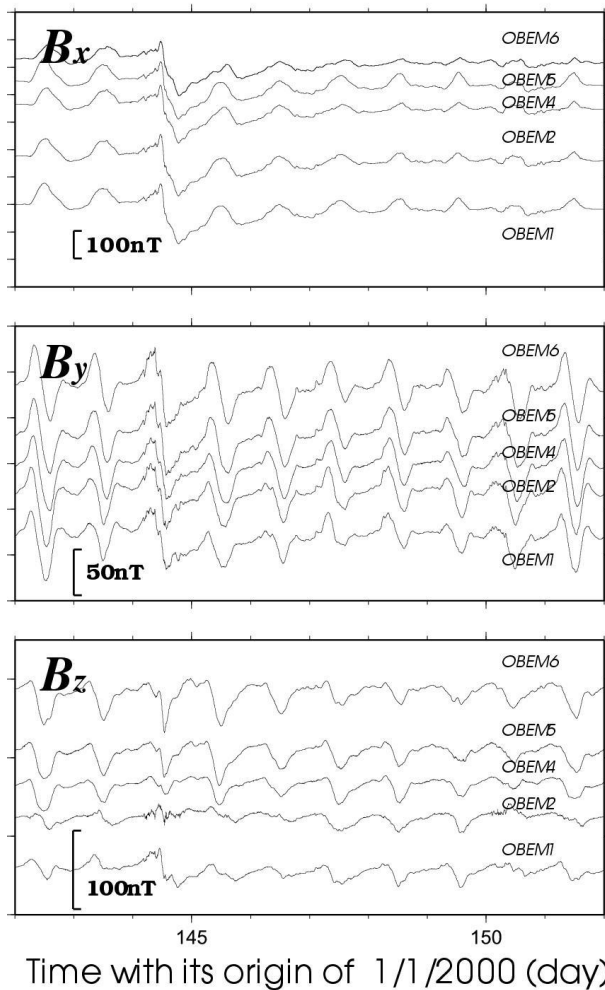 Bx
OBEM6
OBEM5
OBEM4
OBEM2
OBEM1
100nT
By
OBEM6
OBEM5
OBEM4
OBEM2
OBEM1
50nT
Bz
OBEM6
OBEM5
OBEM4
OBEM2
OBEM1
100nT
145 150
Time with its origin of 1/1/2000 (day)